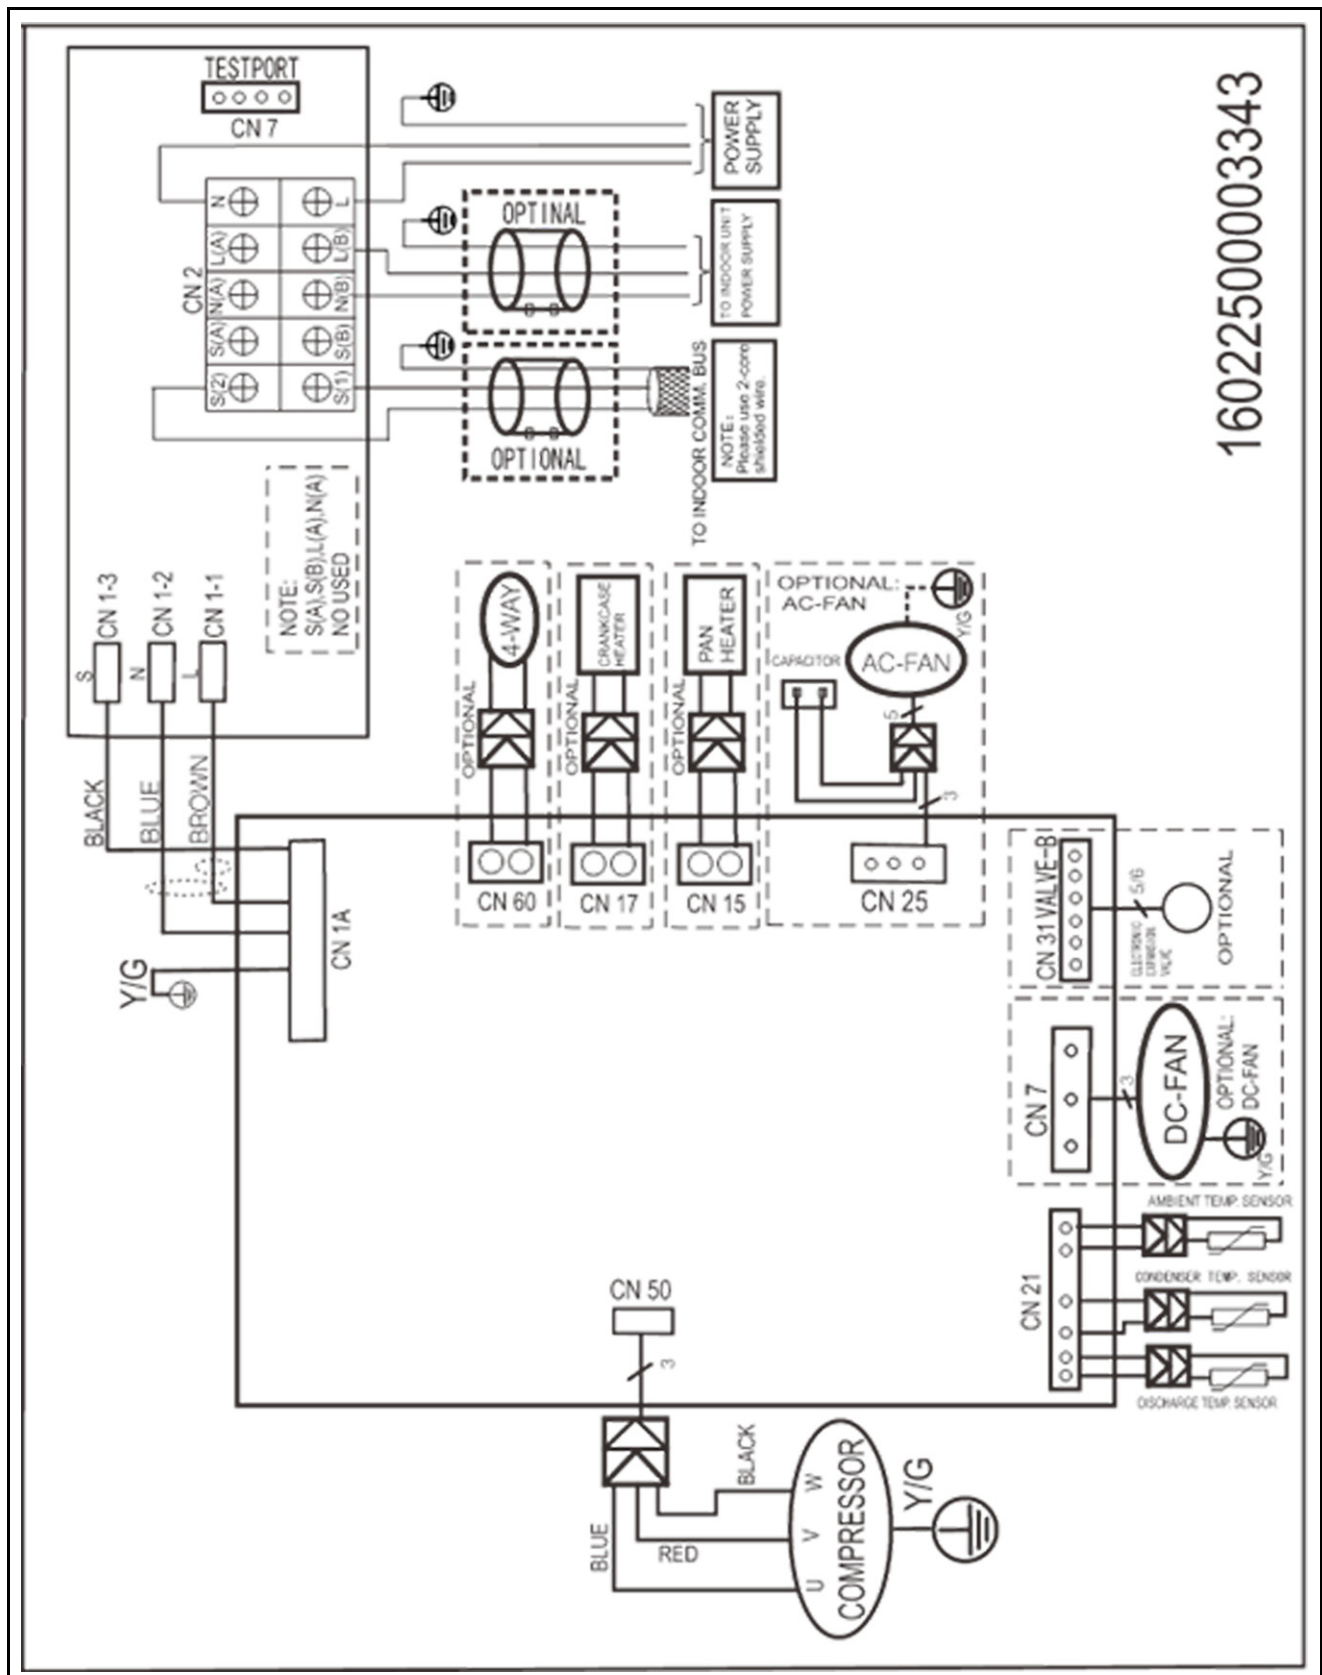 TESTPORT
CN 7
POWER
SUPPLY
16022500003343
N
L
L(A)
L(B)
CN 2
N(A)
N(B)
S(A)
S(B)
S(2)
S(1)
OPTINAL
TO INDOOR UNIT
POWER SUPPLY
OPTIONAL
TO INDOOR COMM. BUS
NOTE:
Please use 2-core
shielded wire.
NOTE:
S(A),S(B),L(A),N(A)
NO USED
CN 1-3
CN 1-2
CN 1-1
S
N
L
BLACK
BLUE
BROWN
Y/G
CN 1A
4-WAY
OPTIONAL
CN 60
CRANKCASE
HEATER
OPTIONAL
CN 17
PAN
HEATER
OPTIONAL
CN 15
OPTIONAL:
AC-FAN
Y/G
CAPACITOR
AC-FAN
5
3
CN 25
CN 31 VALVE-B
5/6
ELECTRONIC
EXPANSION
VALVE
OPTIONAL
CN 7
3
DC-FAN
OPTIONAL:
DC-FAN
Y/G
AMBIENT TEMP. SENSOR
CN 21
CONDENSER TEMP. SENSOR
DISCHARGE TEMP. SENSOR
CN 50
3
BLUE
RED
BLACK
U
V
W
COMPRESSOR
Y/G